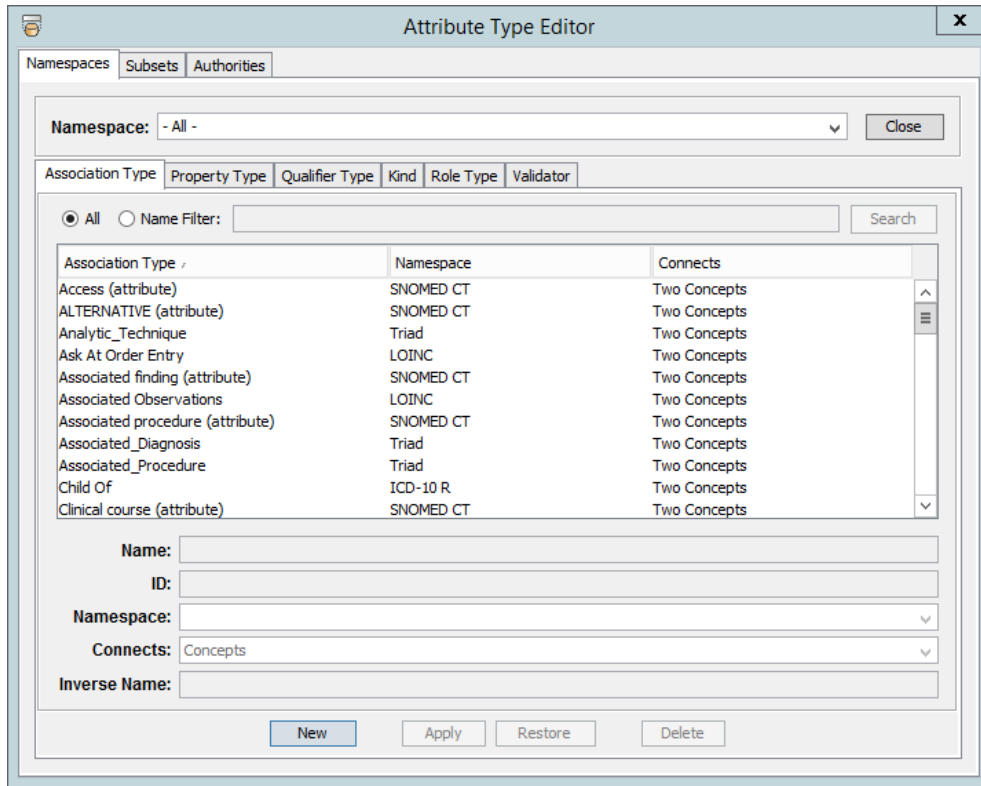 Attribute Type Editor x
Namespaces Subsets Authorities
Namespace: - All - Close
Association Type Property Type Qualifier Type Kind Role Type Validator
All Name Filter: Search
Association Type Namespace Connects
Access (attribute) SNOMED CT Two Concepts
ALTERNATIVE (attribute) SNOMED CT Two Concepts
Analytic_Technique Triad Two Concepts
Ask At Order Entry LOINC Two Concepts
Associated finding (attribute) SNOMED CT Two Concepts
Associated Observations LOINC Two Concepts
Associated procedure (attribute) SNOMED CT Two Concepts
Associated_Diagnosis Triad Two Concepts
Associated_Procedure Triad Two Concepts
Child Of ICD-10 R Two Concepts
Clinical course (attribute) SNOMED CT Two Concepts
Name:
ID:
Namespace:
Connects: Concepts
Inverse Name:
New Apply Restore Delete